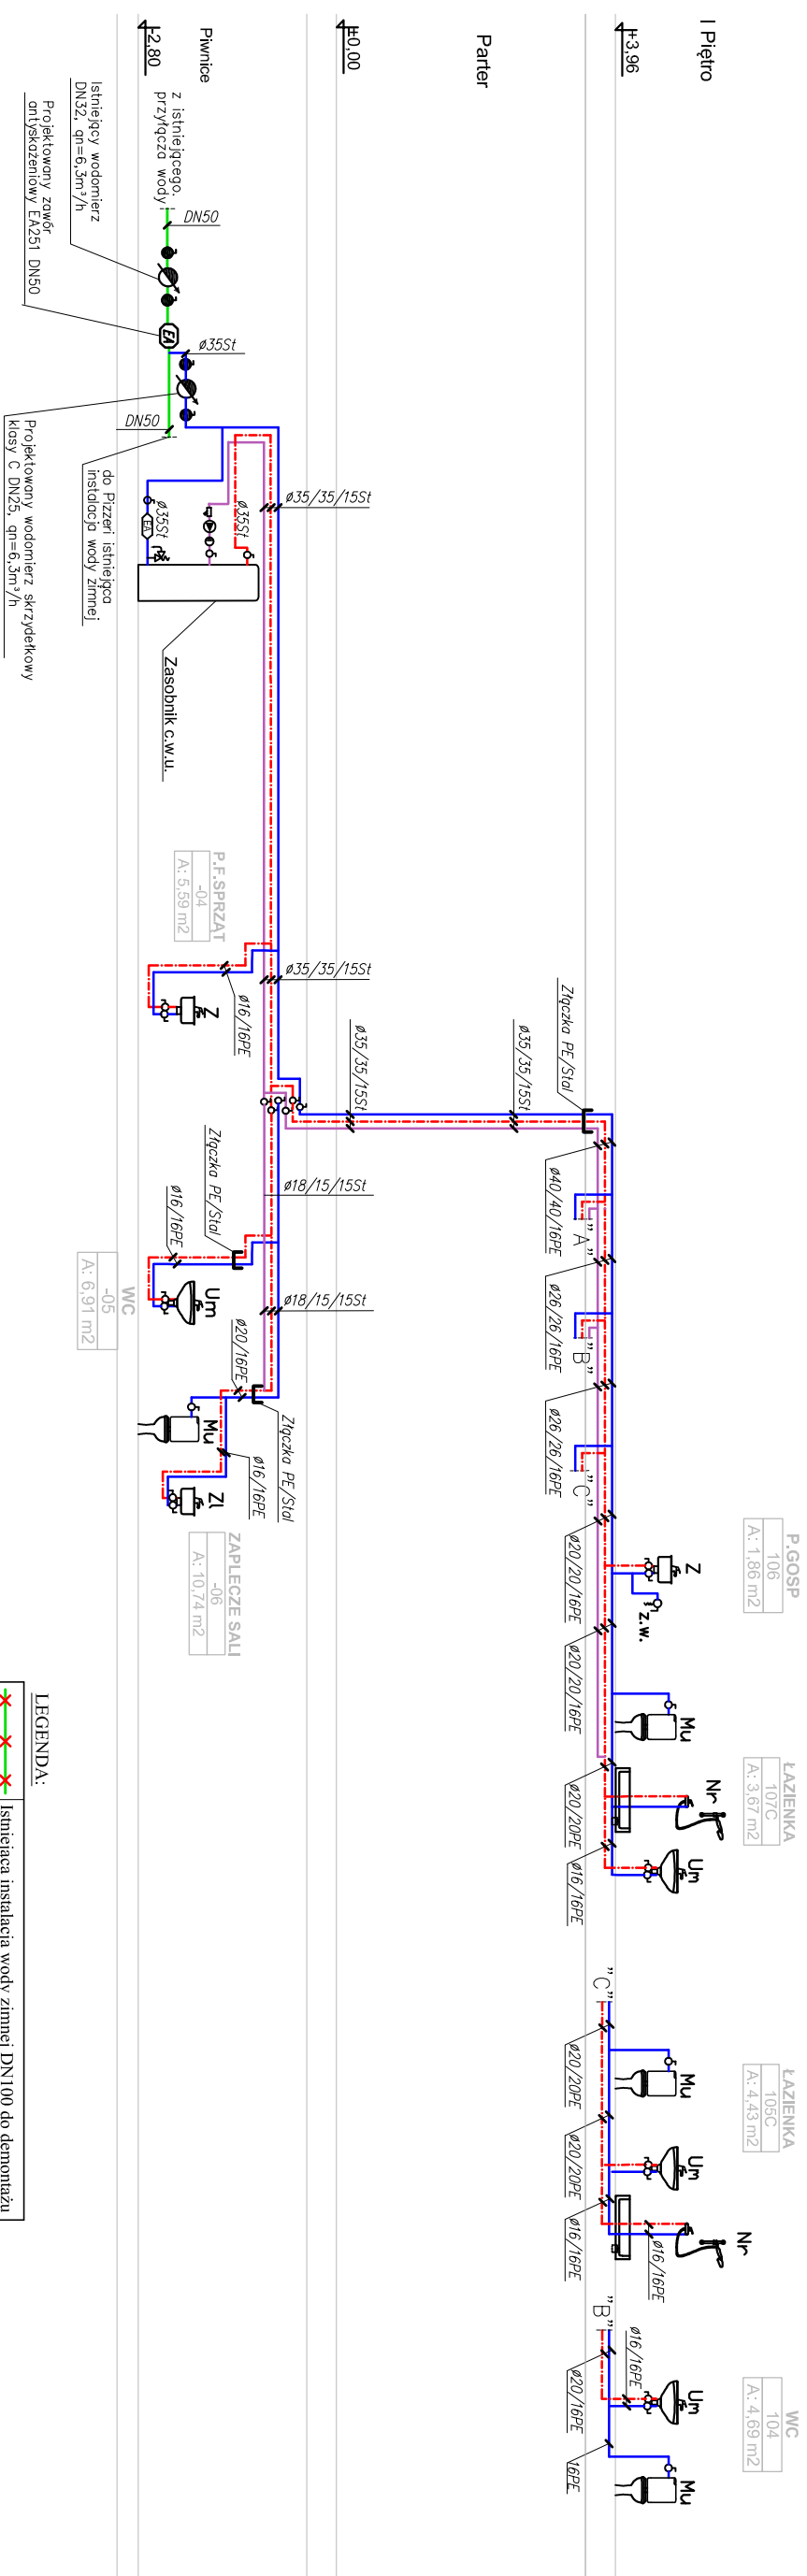 I Piętro
+3,96
Parter
±0,00
Piwnice
-2,80
z istniejącego
przyłącza wody
Istniejący wodomierz
DN32, qn=6,3m³/h
Projektowany zawór
antyskażeniowy EA251 DN50
DN50
EA
ø35St
DN50
Projektowany wodomierz skrzydełkowy
klasy C DN25, qn=6,3m³/h
do Pizzeri istniejąca
instalacja wody zimnej
ø35St
EA
ø35St
ø35/35/15St
Zasobnik c.w.u.
P.F.SPRZĄT
-04
A: 5,59 m2
ø35/35/15St
ø16/16PE
Z
ø35/35/15St
ø35/35/15St
Złączka PE/Stal
ø18/15/15St
Złączka PE/Stal
ø16/16PE
Um
WC
-05
A: 6,91 m2
ø18/15/15St
ø20/16PE
Złączka PE/Stal
Mu
ø16/16PE
Zl
ZAPLECZE SALI
-06
A: 10,74 m2
ø40/40/16PE
"A"
ø26/26/16PE
"B"
ø26/26/16PE
"C"
P.GOSP
106
A: 1,86 m2
ø20/20/16PE
Z
z.w.
ø20/20/16PE
Mu
ŁAZIENKA
107C
A: 3,67 m2
Nr
ø20/20PE
ø16/16PE
Um
"C"
ŁAZIENKA
105C
A: 4,43 m2
ø20/20PE
Mu
ø20/20PE
Um
ø16/16PE
ø16/16PE
Nr
"B"
WC
104
A: 4,69 m2
ø16/16PE
ø20/16PE
Um
16PE
Mu
LEGENDA:
Istniejąca instalacja wody zimnej DN100 do demontażu